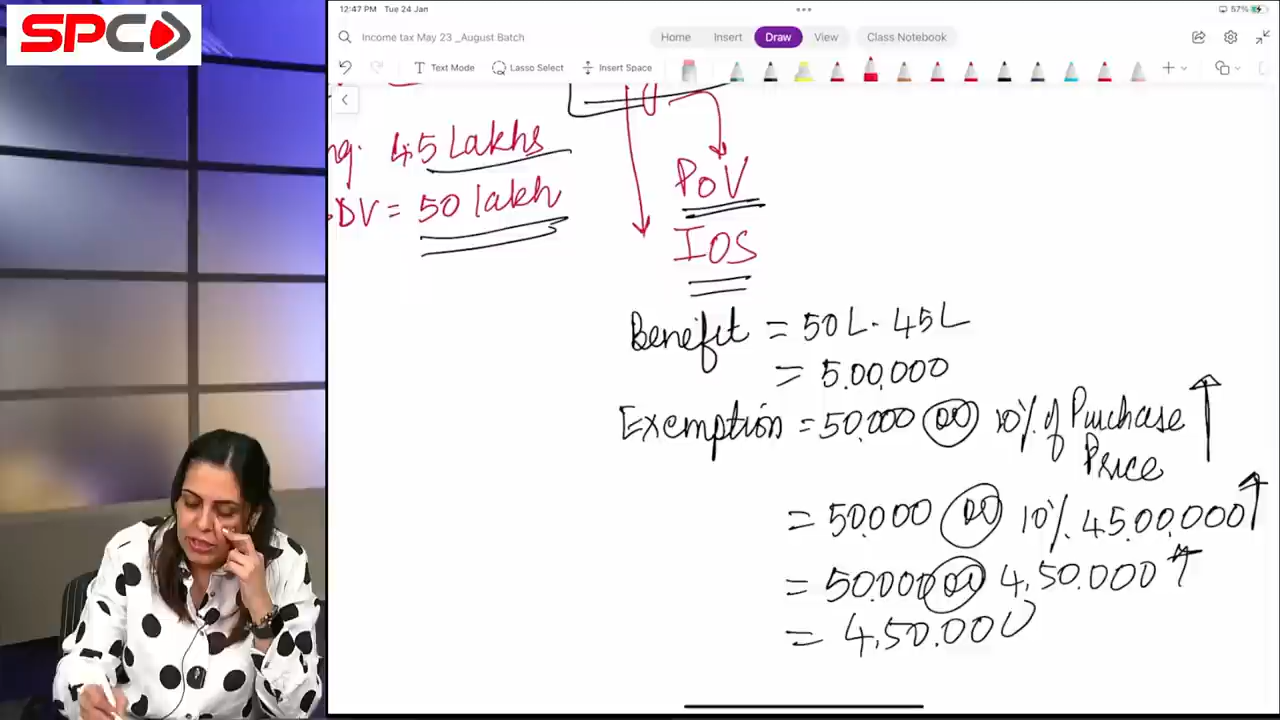 SPC
12:47 PM Tue 24 Jan
57%
Income tax May 23 _August Batch
Home Insert Draw View Class Notebook
Text Mode Lasso Select Insert Space
ng. 45 Lakhs
DV = 50 lakh
PoV
IOS
Benefit = 50L - 45L
= 5,00,000
Exemption = 50,000 or 10% of Purchase Price ↑
= 50,000 or 10% 45,00,000 ↑
= 50,000 or 4,50,000 ↑
= 4,50,000